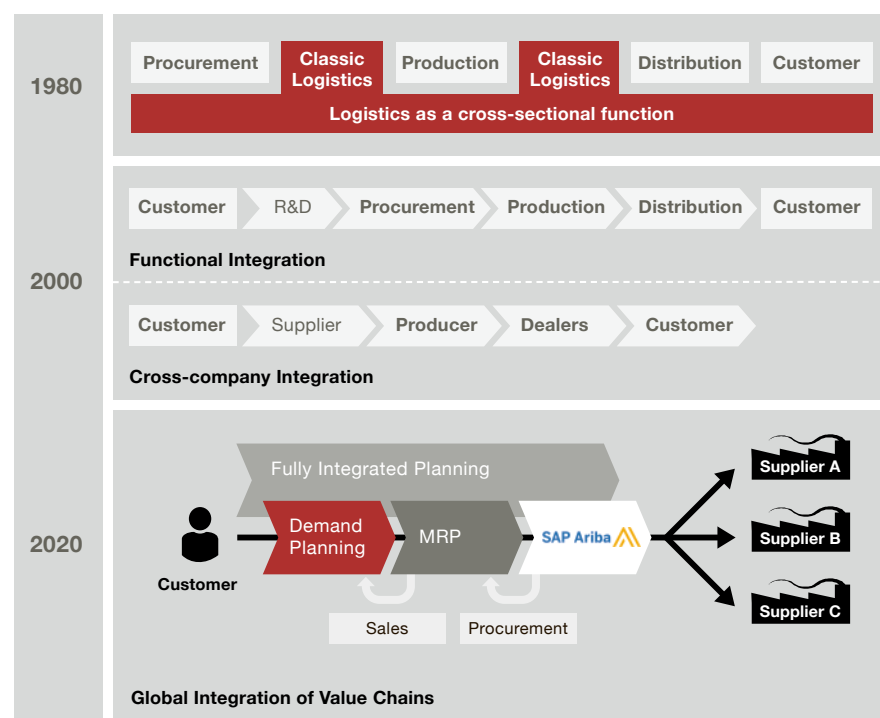 1980
Procurement
Classic
Logistics
Production
Classic
Logistics
Distribution
Customer
Logistics as a cross-sectional function
2000
Customer
R&D
Procurement
Production
Distribution
Customer
Functional Integration
Customer
Supplier
Producer
Dealers
Customer
Cross-company Integration
2020
Fully Integrated Planning
Customer
Demand
Planning
MRP
SAP Ariba
Supplier A
Supplier B
Supplier C
Sales
Procurement
Global Integration of Value Chains